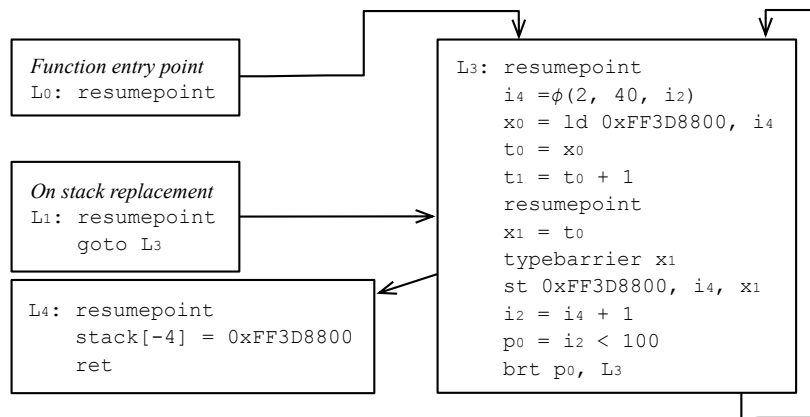 Function entry point
L0: resumepoint
On stack replacement
L1: resumepoint
goto L3
L4: resumepoint
stack[-4] = 0xFF3D8800
ret
L3: resumepoint
i4 =ϕ(2, 40, i2)
x0 = ld 0xFF3D8800, i4
t0 = x0
t1 = t0 + 1
resumepoint
x1 = t0
typebarrier x1
st 0xFF3D8800, i4, x1
i2 = i4 + 1
p0 = i2 < 100
brt p0, L3